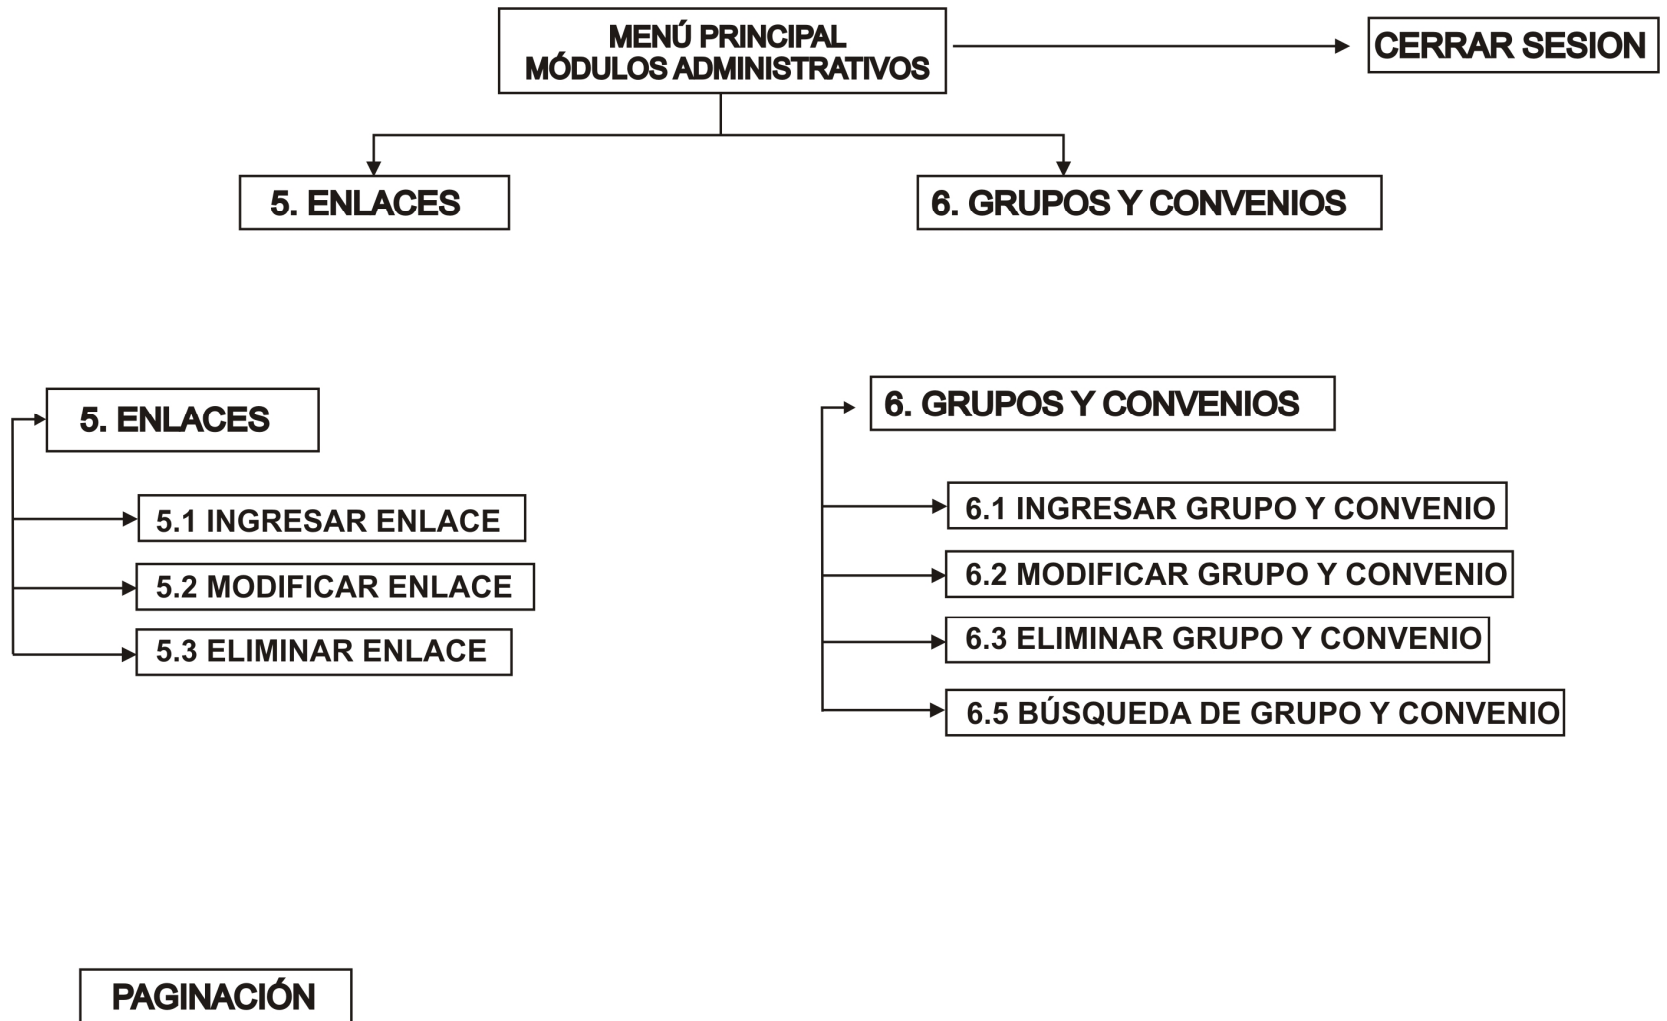 MENÚ PRINCIPAL
MÓDULOS ADMINISTRATIVOS
CERRAR SESION
5. ENLACES
6. GRUPOS Y CONVENIOS
5. ENLACES
5.1 INGRESAR ENLACE
5.2 MODIFICAR ENLACE
5.3 ELIMINAR ENLACE
6. GRUPOS Y CONVENIOS
6.1 INGRESAR GRUPO Y CONVENIO
6.2 MODIFICAR GRUPO Y CONVENIO
6.3 ELIMINAR GRUPO Y CONVENIO
6.5 BÚSQUEDA DE GRUPO Y CONVENIO
PAGINACIÓN